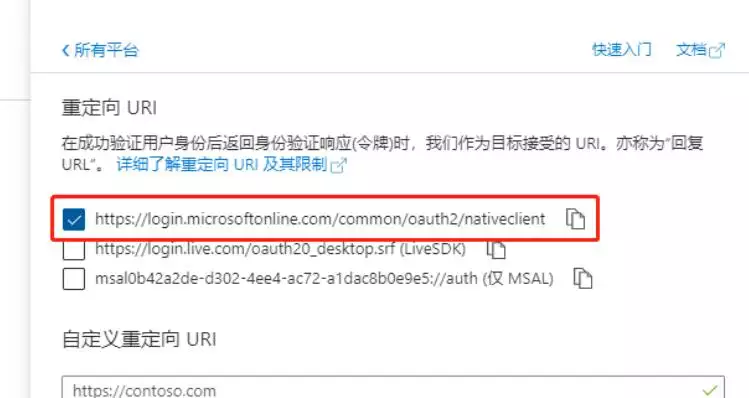 所有平台 快速入门 文档
重定向 URI
在成功验证用户身份后返回身份验证响应(令牌)时，我们作为目标接受的 URI。亦称为“回复
URL”。 详细了解重定向 URI 及其限制
https://login.microsoftonline.com/common/oauth2/nativeclient
https://login.live.com/oauth20_desktop.srf (LiveSDK)
msal0b42a2de-d302-4ee4-ac72-a1dac8b0e9e5://auth (仅 MSAL)
自定义重定向 URI
https://contoso.com